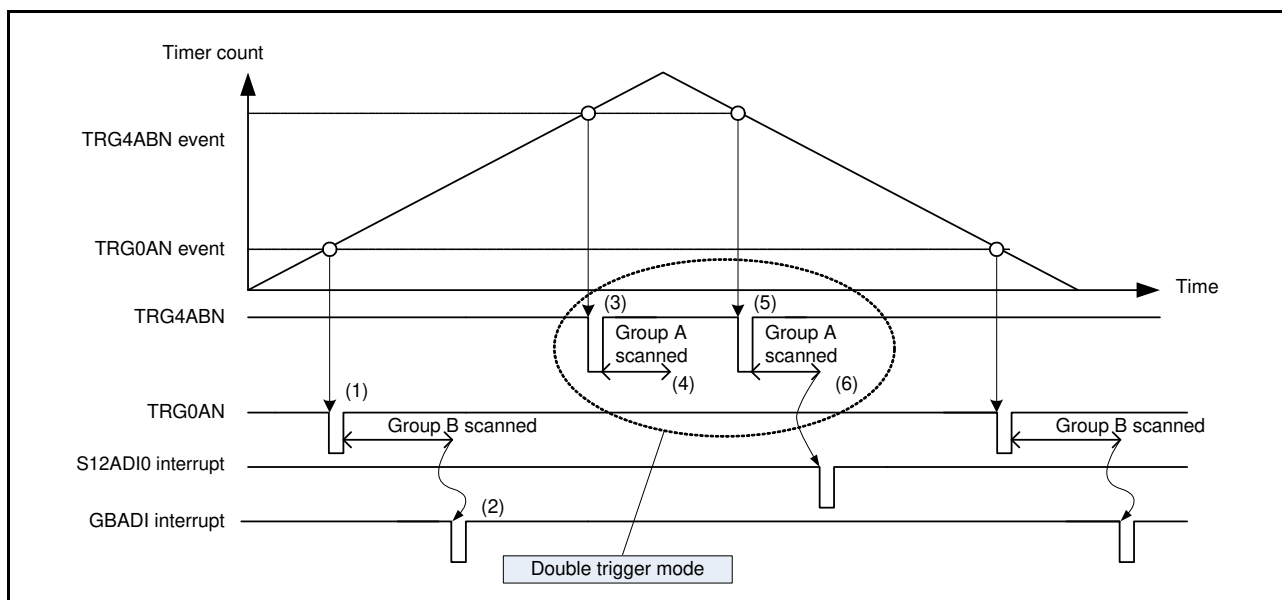 Timer count
TRG4ABN event
TRG0AN event
Time
TRG4ABN
(3)
(5)
Group A
scanned
Group A
scanned
(4)
(6)
(1)
TRG0AN
Group B scanned
Group B scanned
S12ADI0 interrupt
(2)
GBADI interrupt
Double trigger mode